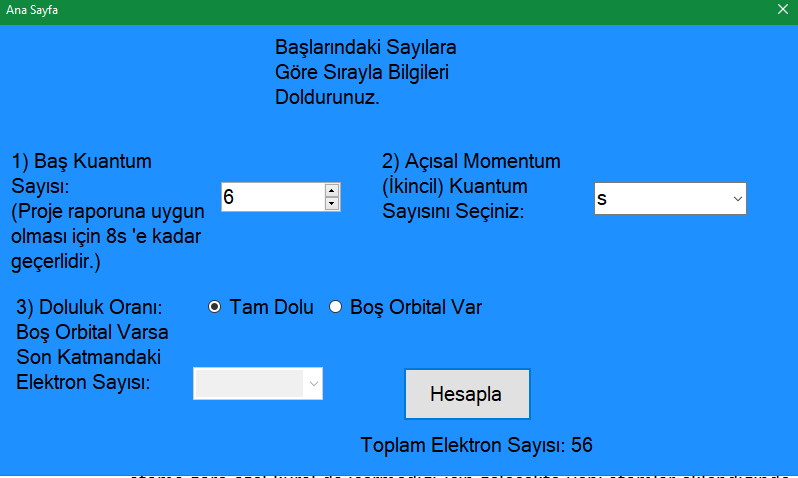 Ana Sayfa
Başlarındaki Sayılara
Göre Sırayla Bilgileri
Doldurunuz.
1) Baş Kuantum
Sayısı:
(Proje raporuna uygun
olması için 8s 'e kadar
geçerlidir.)
6
2) Açısal Momentum
(İkincil) Kuantum
Sayısını Seçiniz:
s
3) Doluluk Oranı:
Tam Dolu
Boş Orbital Var
Boş Orbital Varsa
Son Katmandaki
Elektron Sayısı:
Hesapla
Toplam Elektron Sayısı: 56